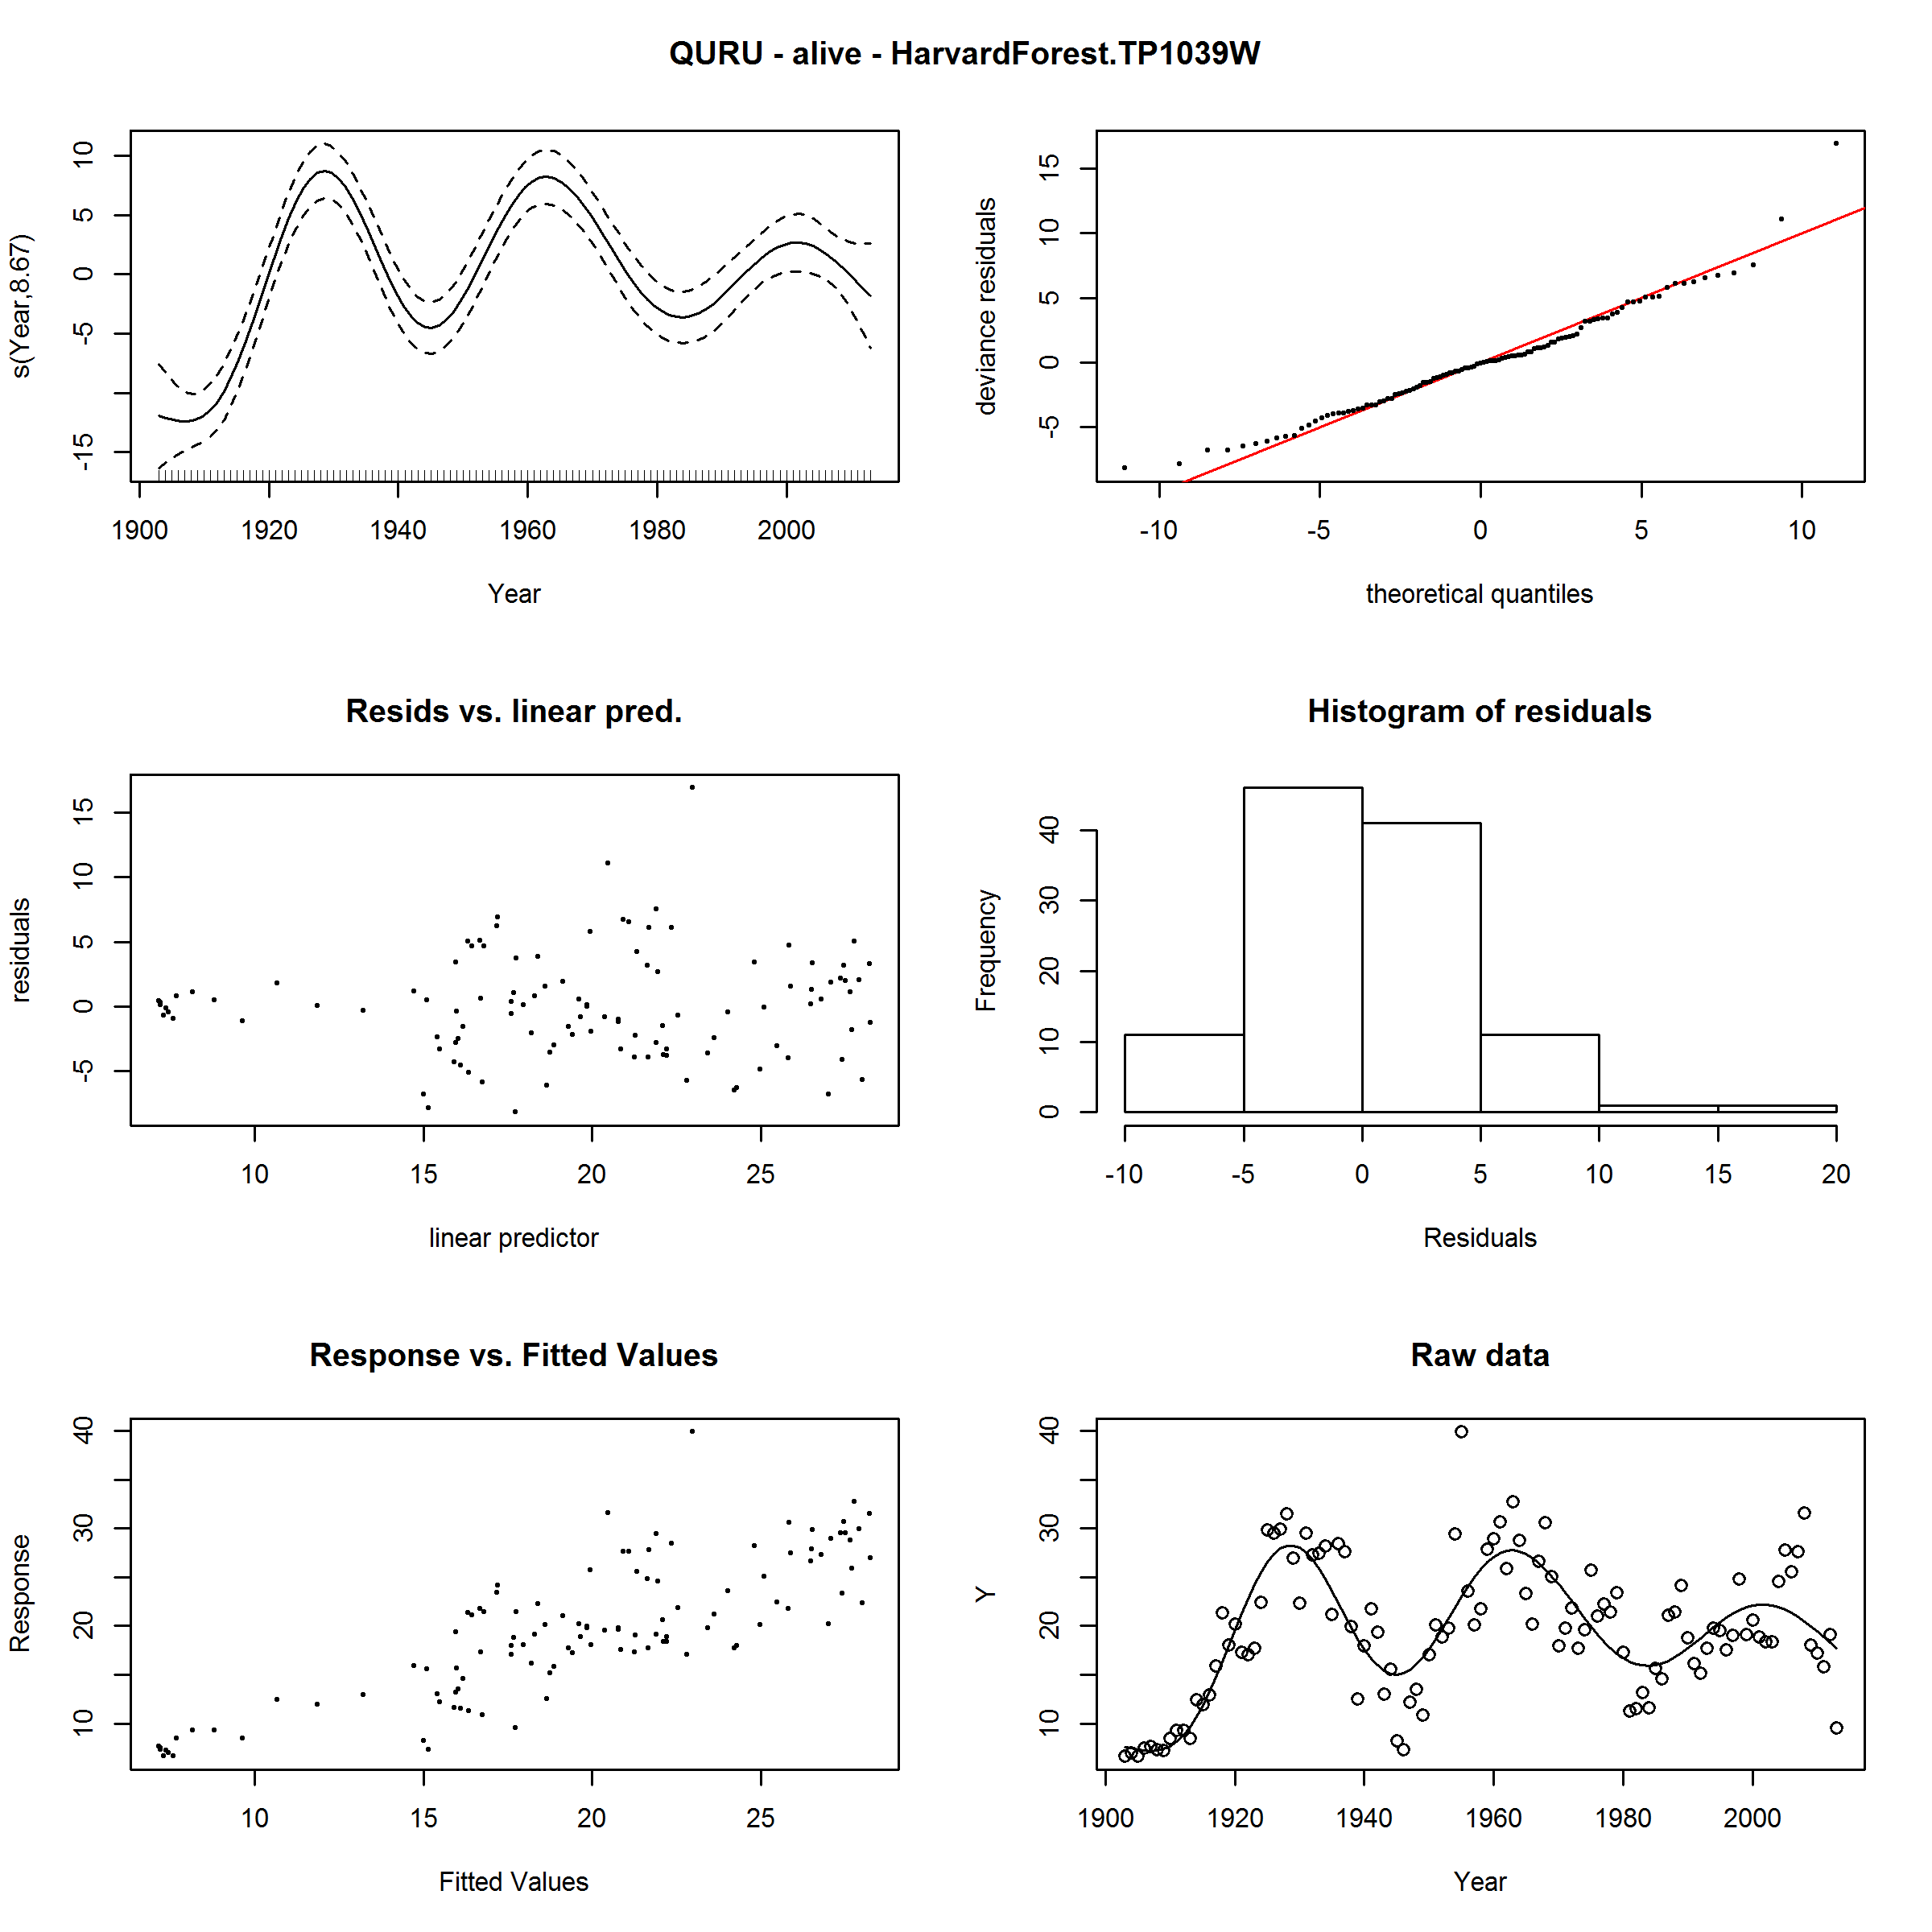 QURU - alive - HarvardForest.TP1039W
s(Year,8.67)
10
5
0
-5
-15
1900 1920 1940 1960 1980 2000
Year
deviance residuals
15
10
5
0
-5
-10 -5 0 5 10
theoretical quantiles
Resids vs. linear pred.
residuals
15
10
5
0
-5
10 15 20 25
linear predictor
Histogram of residuals
Frequency
40
30
20
10
0
-10 -5 0 5 10 15 20
Residuals
Response vs. Fitted Values
Response
40
30
20
10
10 15 20 25
Fitted Values
Raw data
Y
40
30
20
10
1900 1920 1940 1960 1980 2000
Year